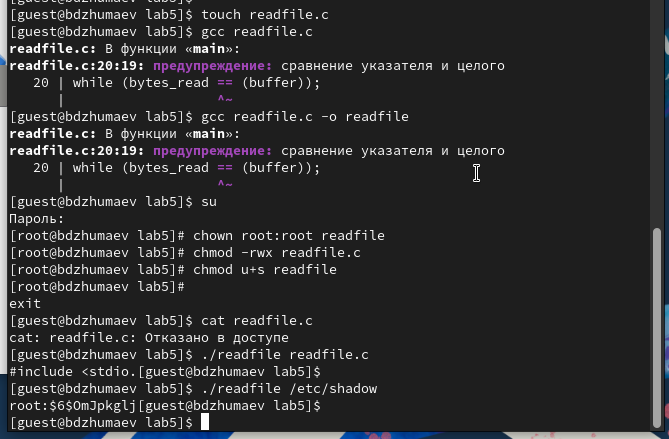 [guest@bdzhumaev lab5]$ touch readfile.c
[guest@bdzhumaev lab5]$ gcc readfile.c
readfile.c: В функции «main»:
readfile.c:20:19: предупреждение: сравнение указателя и целого
20 | while (bytes_read == (buffer));
| ^~
[guest@bdzhumaev lab5]$ gcc readfile.c -o readfile
readfile.c: В функции «main»:
readfile.c:20:19: предупреждение: сравнение указателя и целого
20 | while (bytes_read == (buffer));
| ^~
[guest@bdzhumaev lab5]$ su
Пароль:
[root@bdzhumaev lab5]# chown root:root readfile
[root@bdzhumaev lab5]# chmod -rwx readfile.c
[root@bdzhumaev lab5]# chmod u+s readfile
[root@bdzhumaev lab5]#
exit
[guest@bdzhumaev lab5]$ cat readfile.c
cat: readfile.c: Отказано в доступе
[guest@bdzhumaev lab5]$ ./readfile readfile.c
#include <stdio.[guest@bdzhumaev lab5]$
[guest@bdzhumaev lab5]$ ./readfile /etc/shadow
root:$6$OmJpkglj[guest@bdzhumaev lab5]$
[guest@bdzhumaev lab5]$